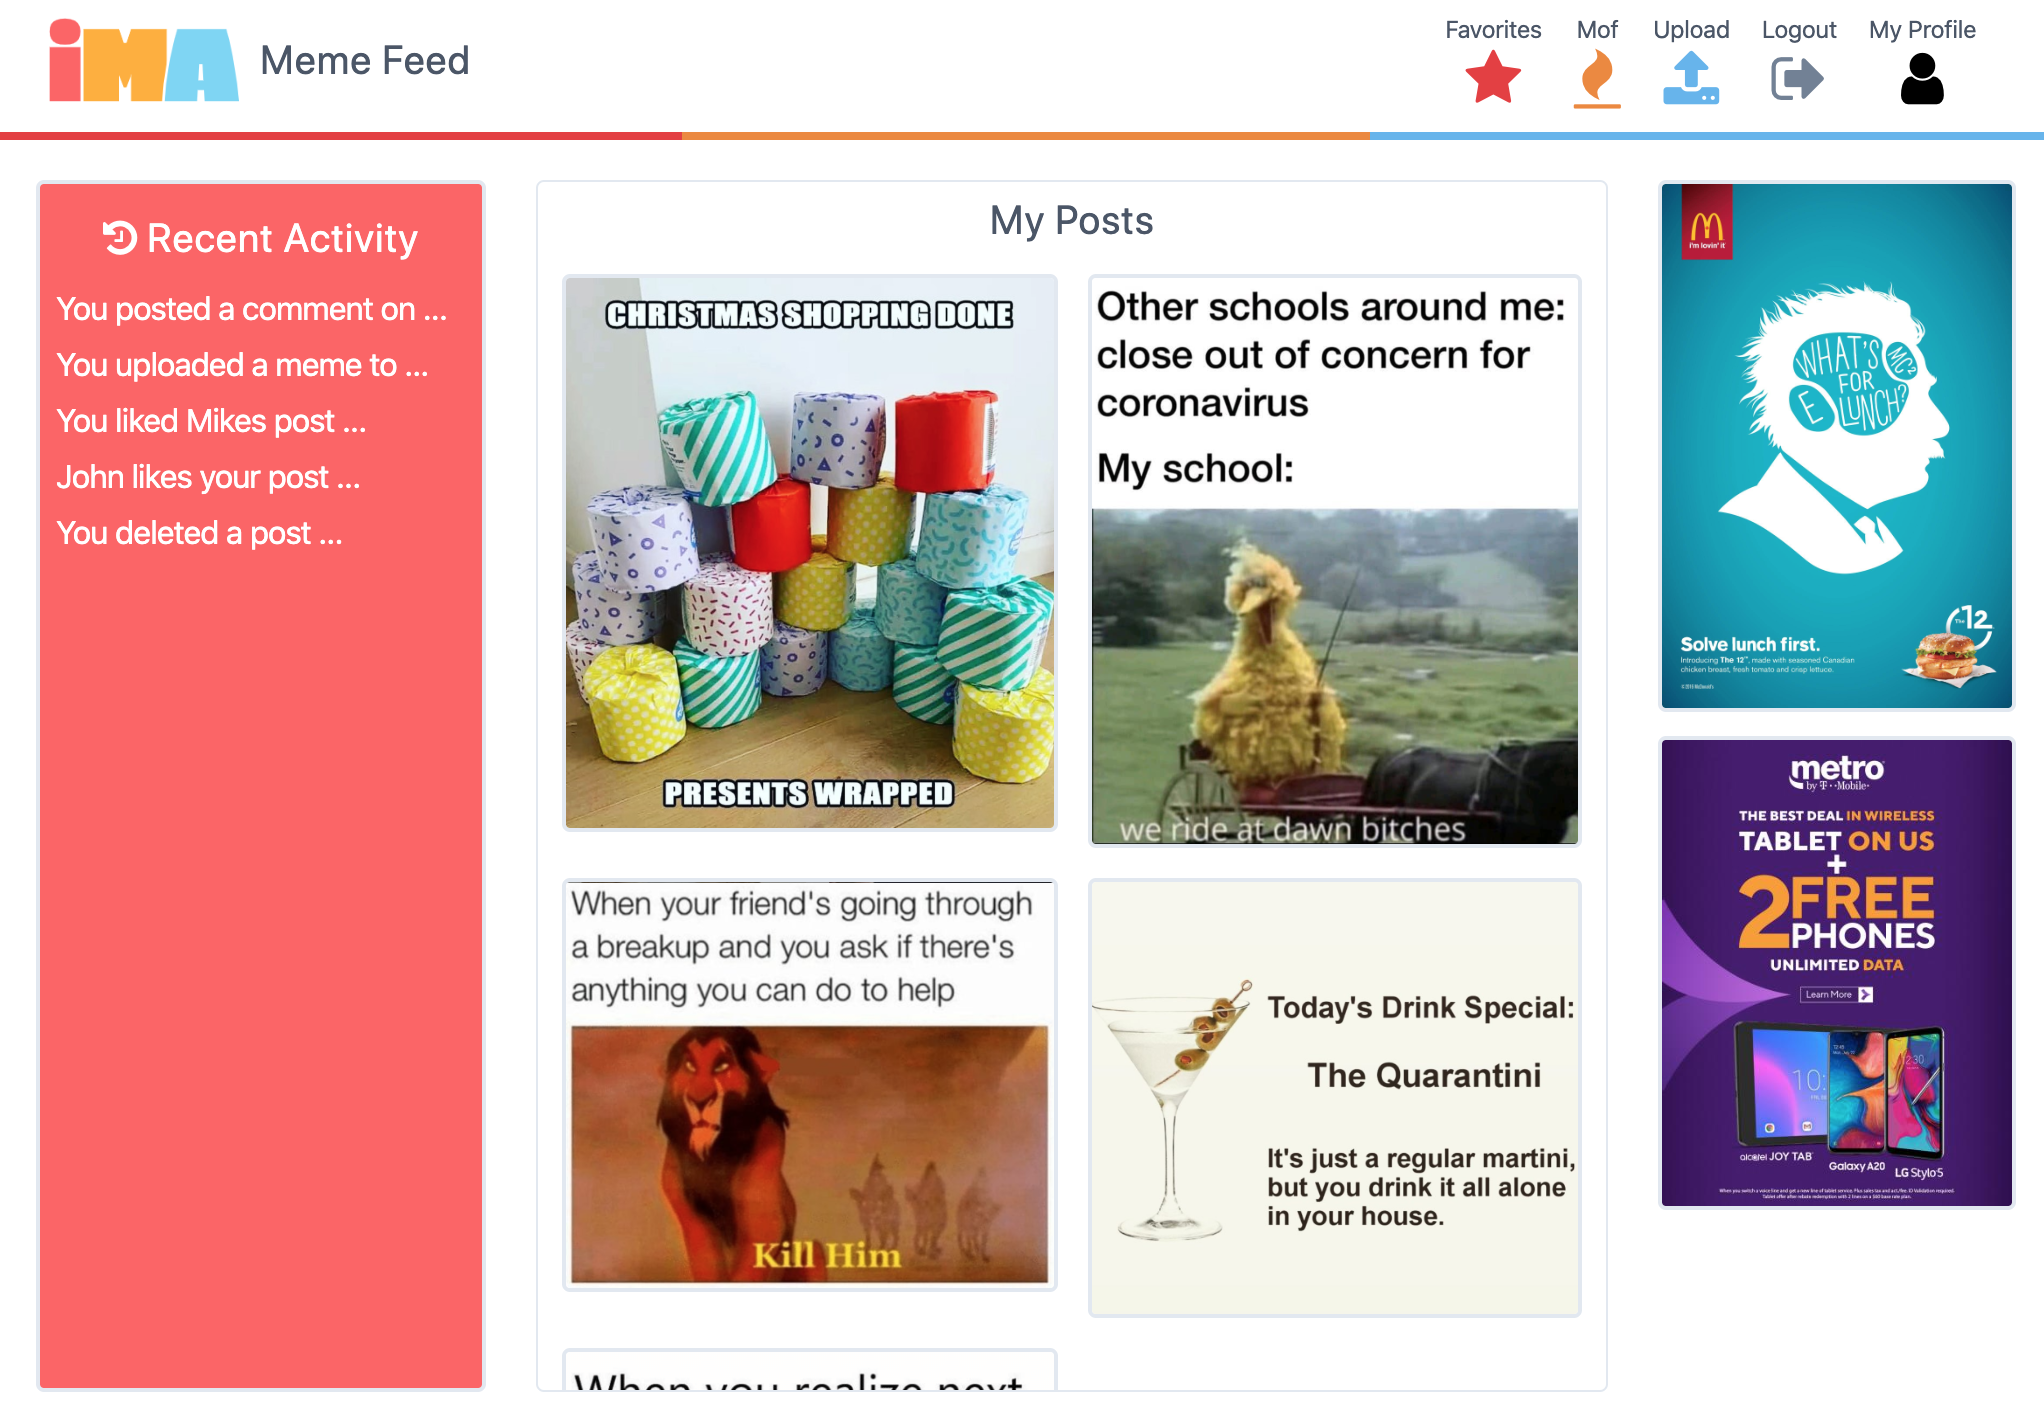 iMA
Meme Feed
Favorites
Mof
Upload
Logout
My Profile
Recent Activity
You posted a comment on ...
You uploaded a meme to ...
You liked Mikes post ...
John likes your post ...
You deleted a post ...
My Posts
CHRISTMAS SHOPPING DONE
PRESENTS WRAPPED
Other schools around me:
close out of concern for
coronavirus
My school:
we ride at dawn bitches
When your friend's going through
a breakup and you ask if there's
anything you can do to help
Kill Him
Today's Drink Special:
The Quarantini
It's just a regular martini,
but you drink it all alone
in your house.
When you realize next
i'm lovin' it
WHAT'S
FOR
LUNCH?
E
MC²
The 12
Solve lunch first.
Introducing The 12™, made with seasoned Canadian
chicken breast, fresh tomato and crisp lettuce.
metro
by T-Mobile
THE BEST DEAL IN WIRELESS
TABLET ON US
+
2 FREE
PHONES
UNLIMITED DATA
Learn More
alcatel JOY TAB
Galaxy A20
LG Stylo 5